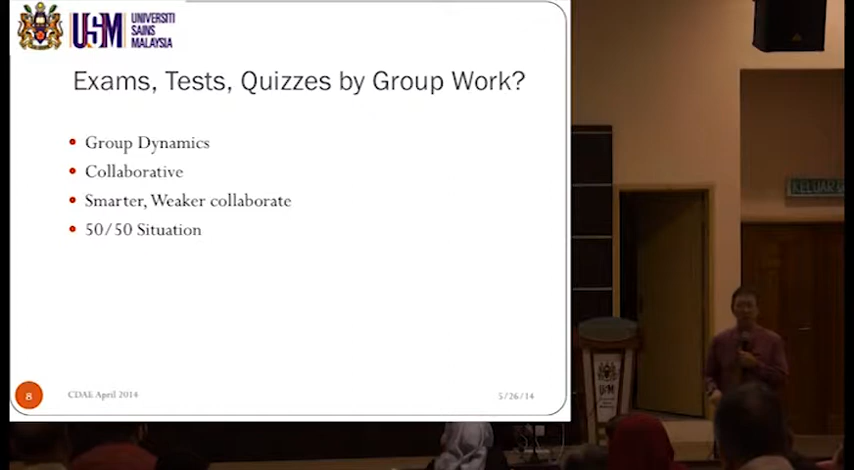 USM
UNIVERSITI
SAINS
MALAYSIA
Exams, Tests, Quizzes by Group Work?
Group Dynamics
Collaborative
Smarter, Weaker collaborate
50/50 Situation
8
CDAE April 2014
5/26/14
KELUAR